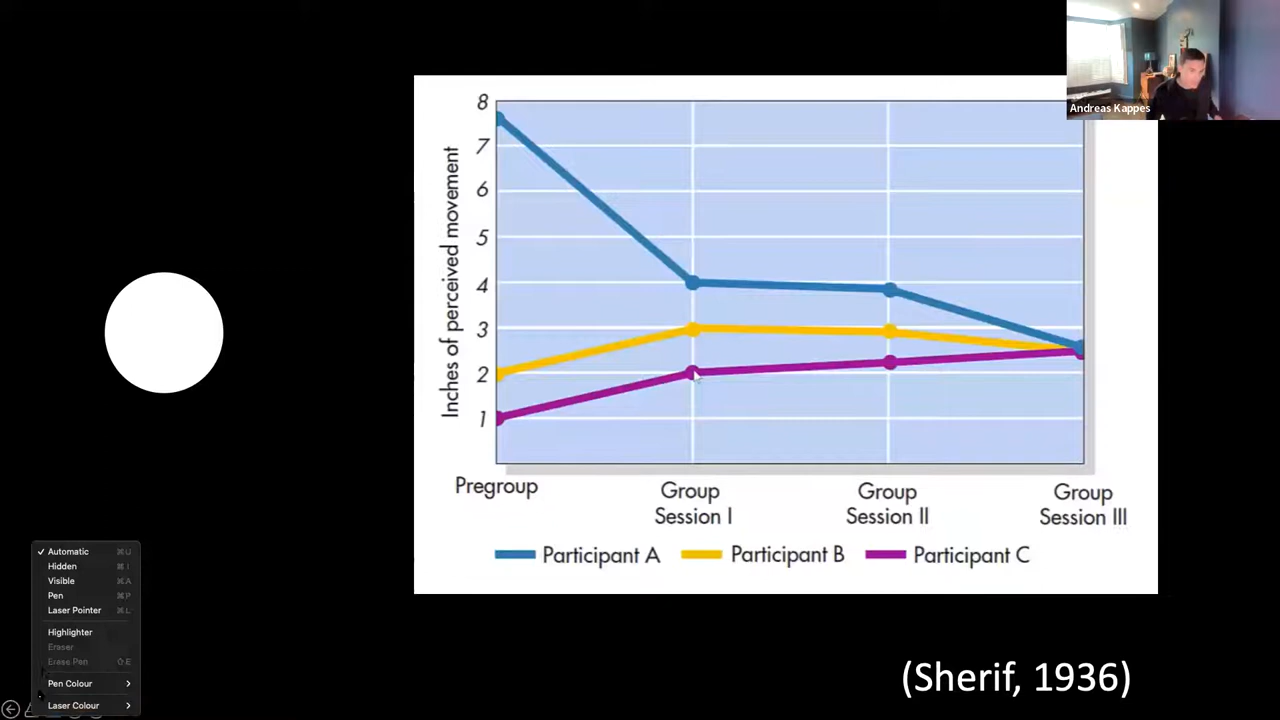 Andreas Kappes
8
7
6
5
4
3
2
1
Inches of perceived movement
Pregroup
Group
Session I
Group
Session II
Group
Session III
Participant A
Participant B
Participant C
(Sherif, 1936)
✓ Automatic ⌘U
Hidden ⌘I
Visible ⌘A
Pen ⌘P
Laser Pointer ⌘L
Highlighter
Eraser
Erase Pen ⇧E
Pen Colour
Laser Colour